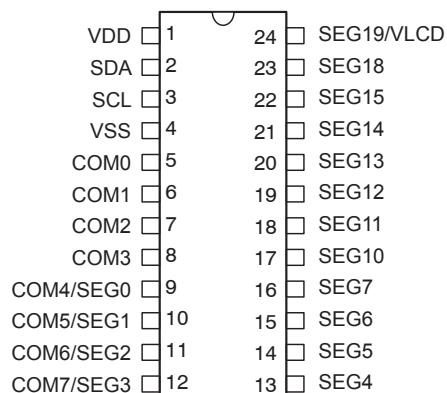 VDD 1 24 SEG19/VLCD
SDA 2 23 SEG18
SCL 3 22 SEG15
VSS 4 21 SEG14
COM0 5 20 SEG13
COM1 6 19 SEG12
COM2 7 18 SEG11
COM3 8 17 SEG10
COM4/SEG0 9 16 SEG7
COM5/SEG1 10 15 SEG6
COM6/SEG2 11 14 SEG5
COM7/SEG3 12 13 SEG4